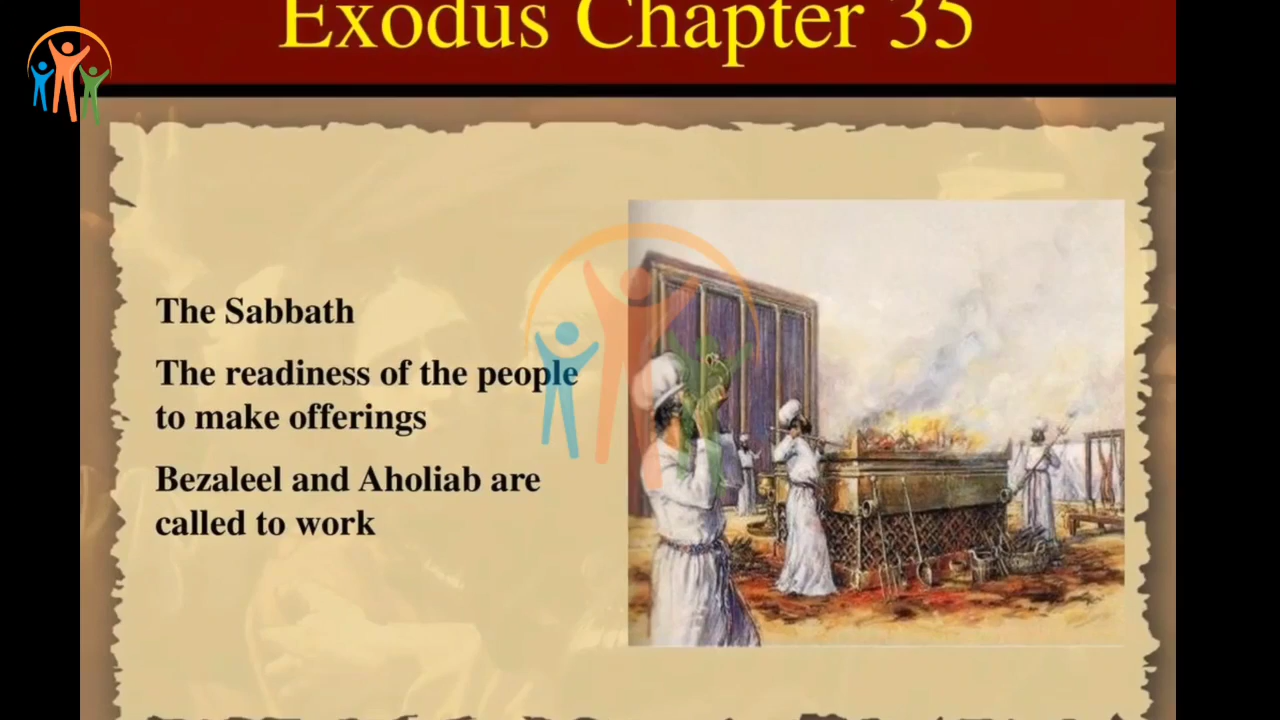 Exodus Chapter 35
The Sabbath
The readiness of the people
to make offerings
Bezaleel and Aholiab are
called to work